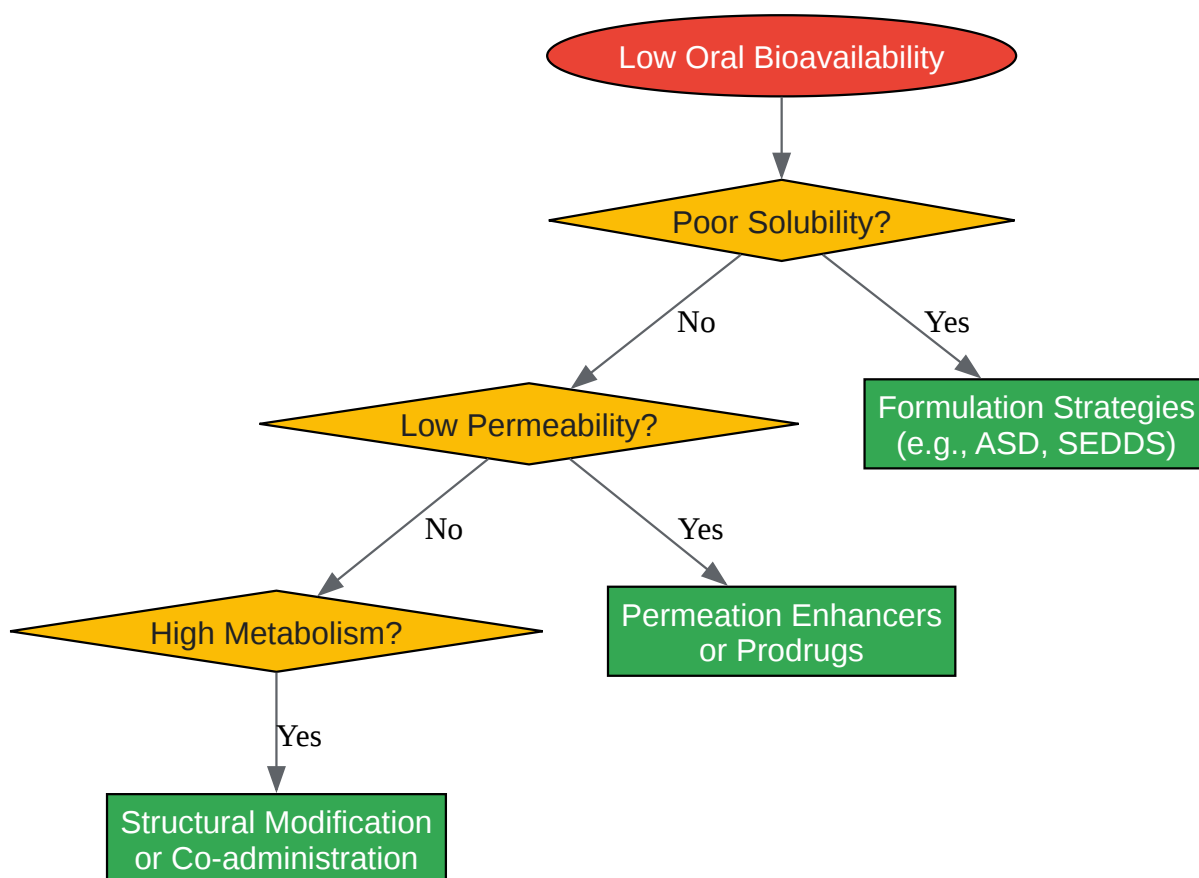 Low Oral Bioavailability
Poor Solubility?
No
Yes
Low Permeability?
Formulation Strategies
(e.g., ASD, SEDDS)
No
Yes
High Metabolism?
Permeation Enhancers
or Prodrugs
Yes
Structural Modification
or Co-administration